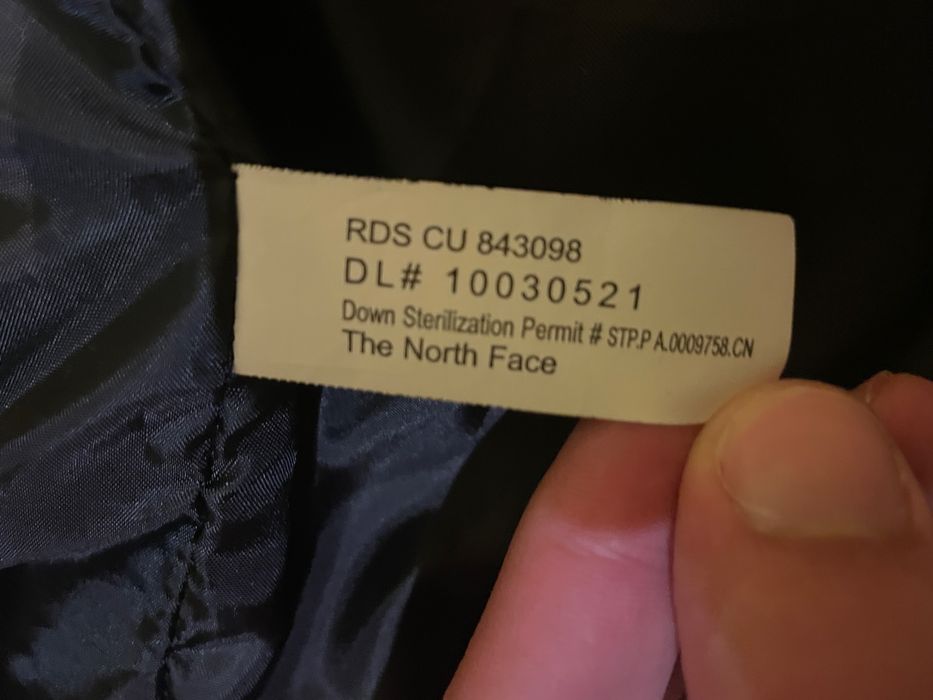 RDS CU 843098
DL# 10030521
Down Sterilization Permit # STP.P A.0009758.CN
The North Face